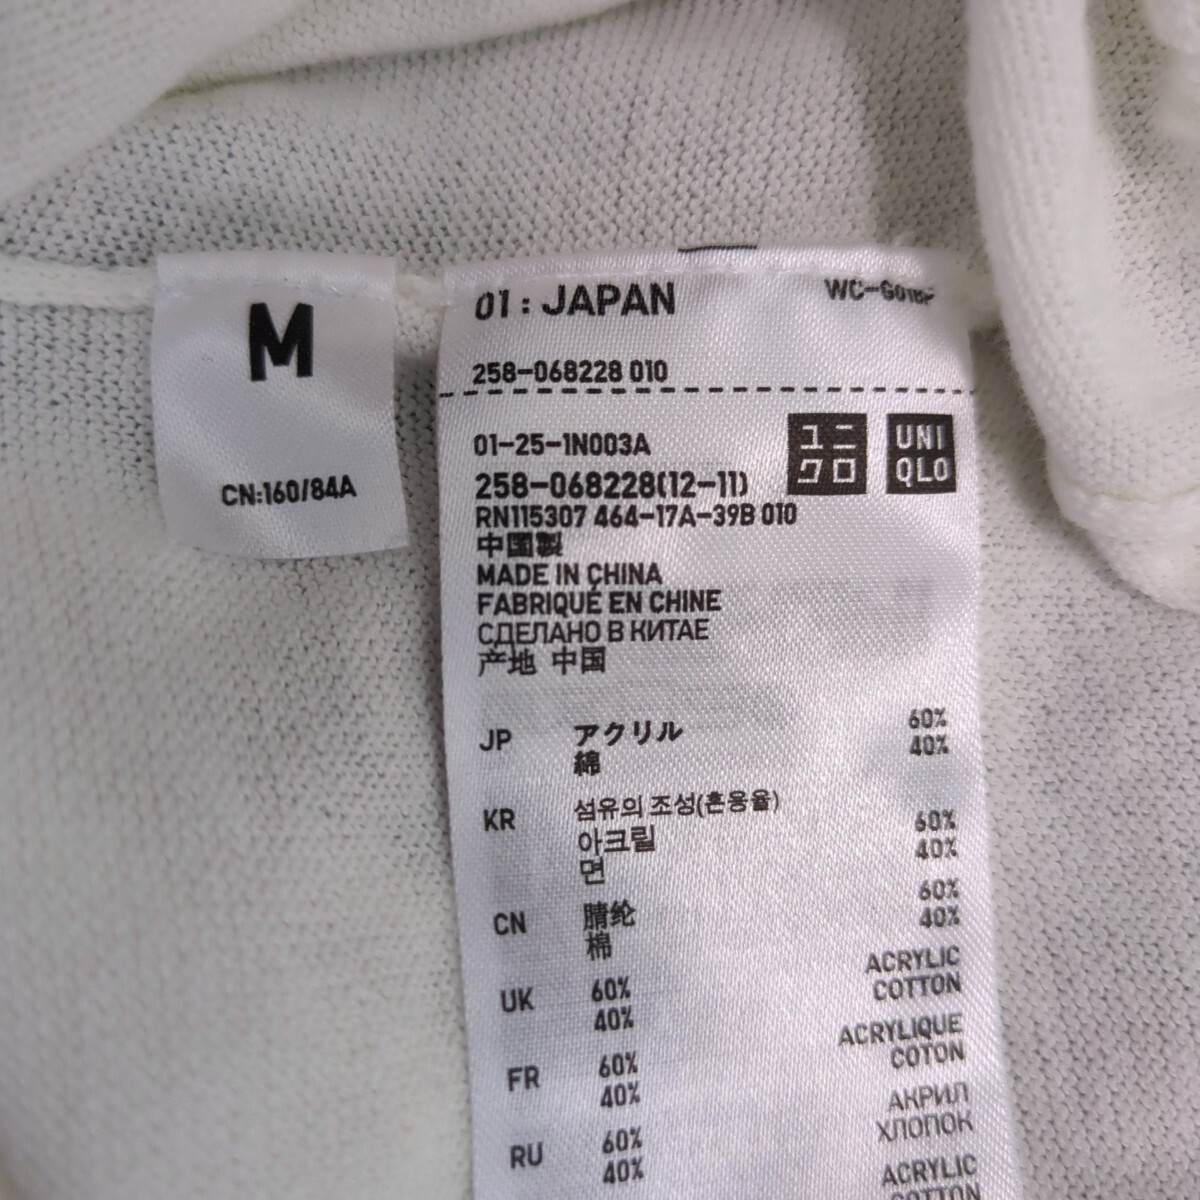 M
CN:160/84A
01 : JAPAN
258-068228 010
01-25-1N003A
ユニクロ
UNIQLO
258-068228(12-11)
RN115307 464-17A-39B 010
中国製
MADE IN CHINA
FABRIQUÉ EN CHINE
СДЕЛАНО В КИТАЕ
产地 中国
JP アクリル 60%
綿 40%
KR 섬유의 조성(혼용율)
아크릴 60%
면 40%
CN 腈纶 60%
棉 40%
UK 60% ACRYLIC
40% COTTON
FR 60% ACRYLIQUE
40% COTON
RU 60% АКРИЛ
40% ХЛОПОК
ACRYLIC
COTTON